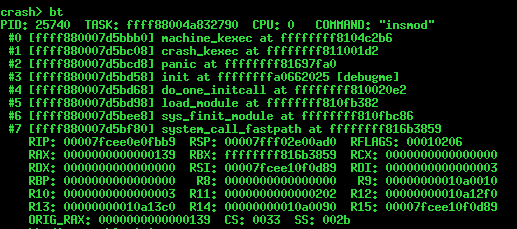 crash> bt
PID: 25740  TASK: ffff88004a832790  CPU: 0  COMMAND: "insmod"
#0 [ffff880007d5bbb0] machine_kexec at ffffffff8104c2b6
#1 [ffff880007d5bc08] crash_kexec at ffffffff811001d2
#2 [ffff880007d5bcd8] panic at ffffffff81697fa0
#3 [ffff880007d5bd58] init at ffffffffa0662025 [debugme]
#4 [ffff880007d5bd68] do_one_initcall at ffffffff810020e2
#5 [ffff880007d5bd98] load_module at ffffffff810fb382
#6 [ffff880007d5bee8] sys_finit_module at ffffffff810fbc86
#7 [ffff880007d5bf80] system_call_fastpath at ffffffff816b3859
RIP: 00007fcee0e0fbb9  RSP: 00007fff02e00ad0  RFLAGS: 00010206
RAX: 0000000000000139  RBX: ffffffff816b3859  RCX: 0000000000000000
RDX: 0000000000000000  RSI: 00007fcee10f0d89  RDI: 0000000000000003
RBP: 0000000000000000  R8: 0000000000000000  R9: 00000000010a0010
R10: 0000000000000003  R11: 0000000000000202  R12: 00000000010a12f0
R13: 00000000010a13c0  R14: 00000000010a0090  R15: 00007fcee10f0d89
ORIG_RAX: 0000000000000139  CS: 0033  SS: 002b